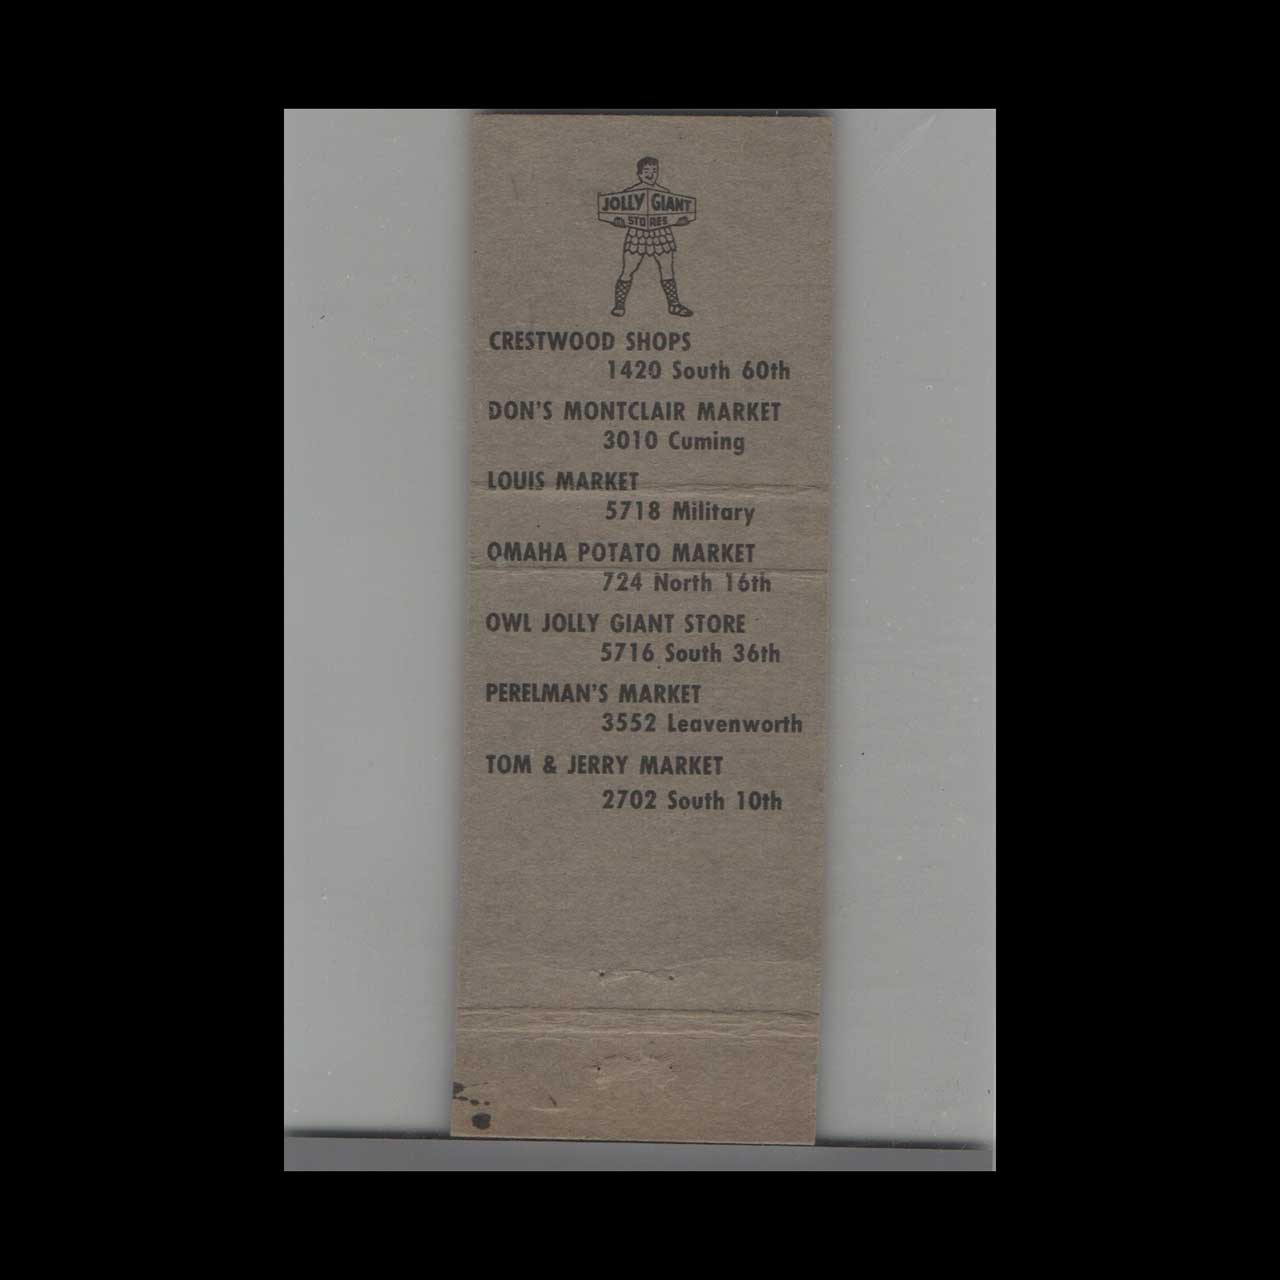 JOLLY GIANT
STORES
CRESTWOOD SHOPS
1420 South 60th
DON'S MONTCLAIR MARKET
3010 Cuming
LOUIS MARKET
5718 Military
OMAHA POTATO MARKET
724 North 16th
OWL JOLLY GIANT STORE
5716 South 36th
PERELMAN'S MARKET
3552 Leavenworth
TOM & JERRY MARKET
2702 South 10th